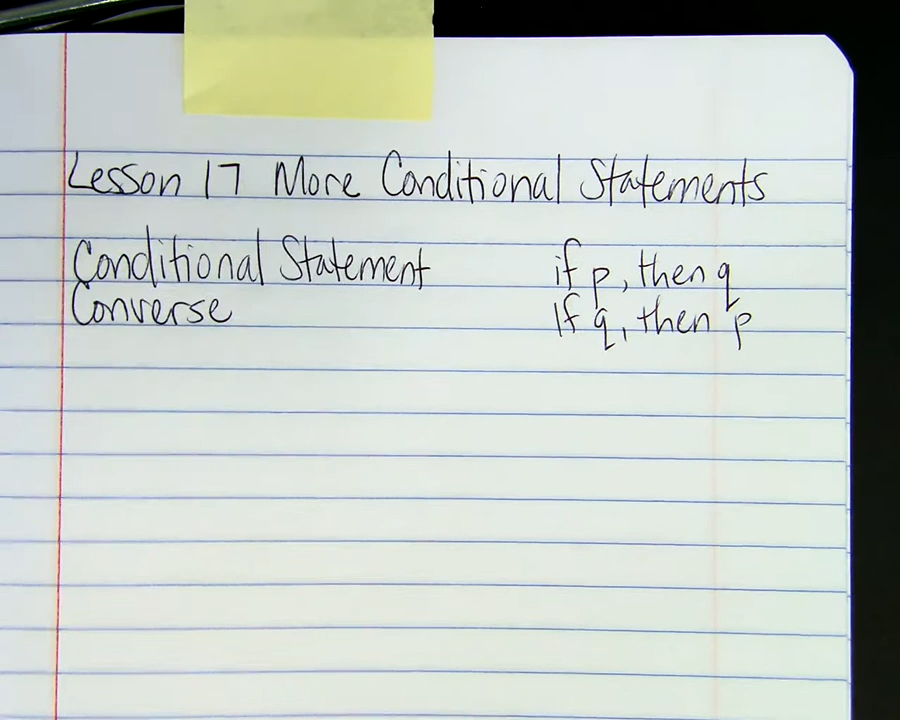 Lesson 17 More Conditional Statements
Conditional Statement if p, then q
Converse If q, then p